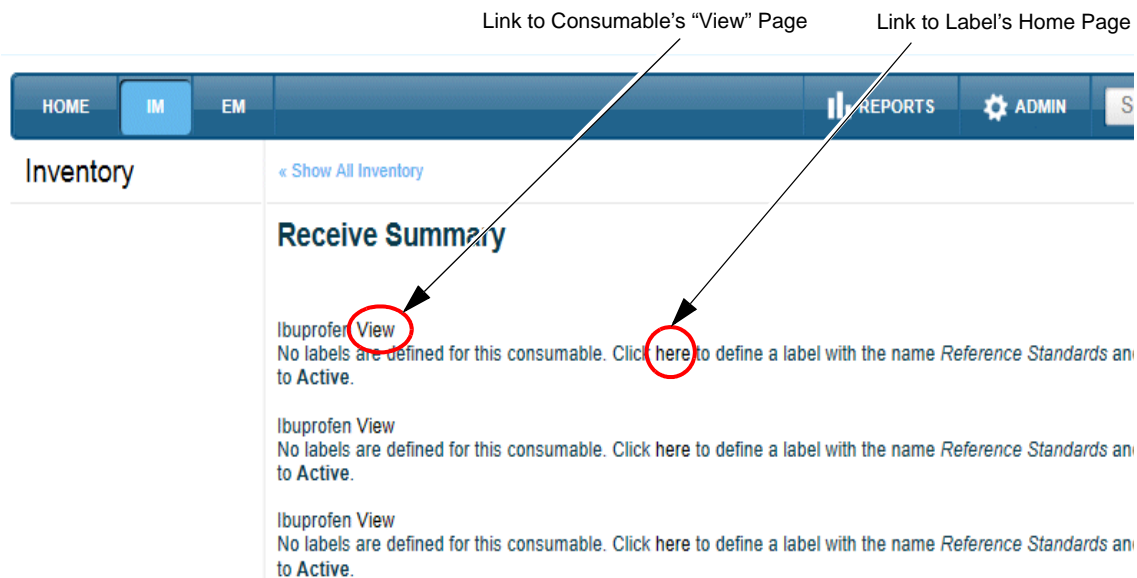 Link to Consumable’s “View” Page Link to Label’s Home Page
HOME IM EM REPORTS ADMIN S
Inventory
« Show All Inventory
Receive Summary
Ibuprofen View
No labels are defined for this consumable. Click here to define a label with the name Reference Standards an
to Active.
Ibuprofen View
No labels are defined for this consumable. Click here to define a label with the name Reference Standards an
to Active.
Ibuprofen View
No labels are defined for this consumable. Click here to define a label with the name Reference Standards an
to Active.